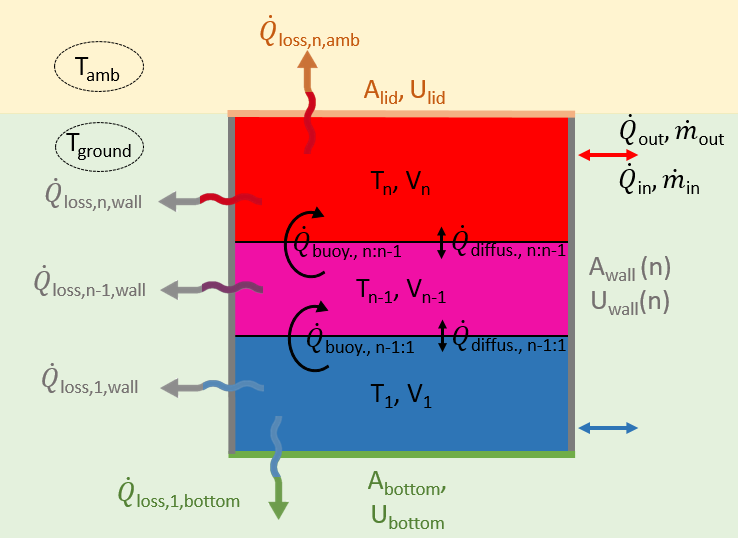 Q̇loss,n,amb
Tamb
Alid, Ulid
Tground
Q̇out, ṁout
Q̇in, ṁin
Tn, Vn
Q̇loss,n,wall
Q̇buoy., n:n-1
Q̇diffus., n:n-1
Q̇loss,n-1,wall
Tn-1, Vn-1
Awall (n)
Uwall(n)
Q̇buoy., n-1:1
Q̇diffus., n-1:1
Q̇loss,1,wall
T1, V1
Q̇loss,1,bottom
Abottom,
Ubottom